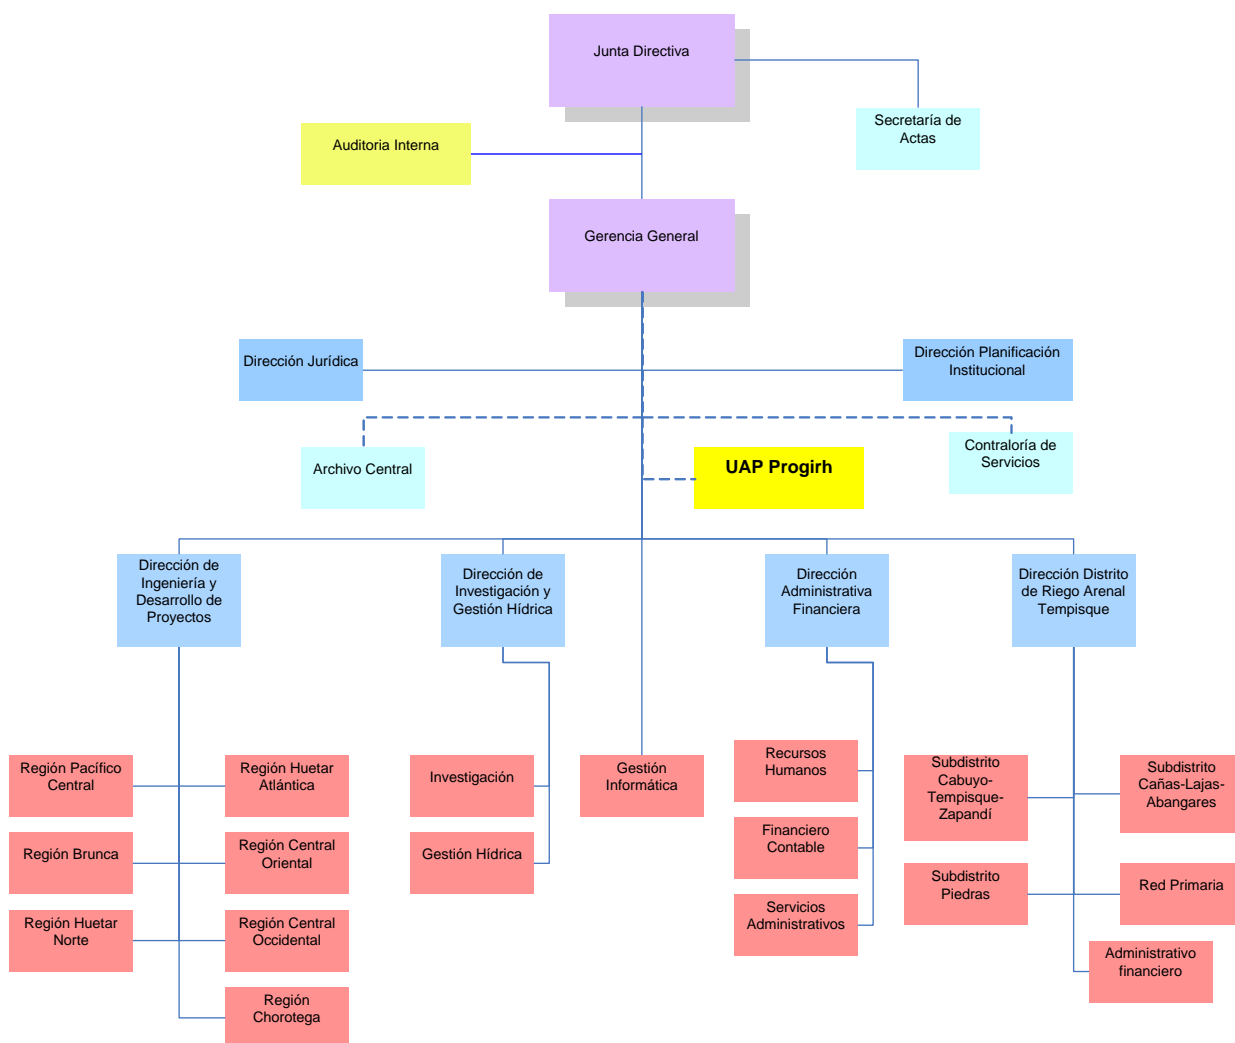 Junta Directiva
Secretaría de
Actas
Auditoria Interna
Gerencia General
Dirección Jurídica
Dirección Planificación
Institucional
Archivo Central
UAP Progirh
Contraloría de
Servicios
Dirección de
Ingeniería y
Desarrollo de
Proyectos
Dirección de
Investigación y
Gestión Hídrica
Dirección
Administrativa
Financiera
Dirección Distrito
de Riego Arenal
Tempisque
Región Pacífico
Central
Región Huetar
Atlántica
Región Brunca
Región Central
Oriental
Región Huetar
Norte
Región Central
Occidental
Región
Chorotega
Investigación
Gestión Hídrica
Gestión
Informática
Recursos
Humanos
Financiero
Contable
Servicios
Administrativos
Subdistrito
Cabuyo-
Tempisque-
Zapandí
Subdistrito
Cañas-Lajas-
Abangares
Subdistrito
Piedras
Red Primaria
Administrativo
financiero